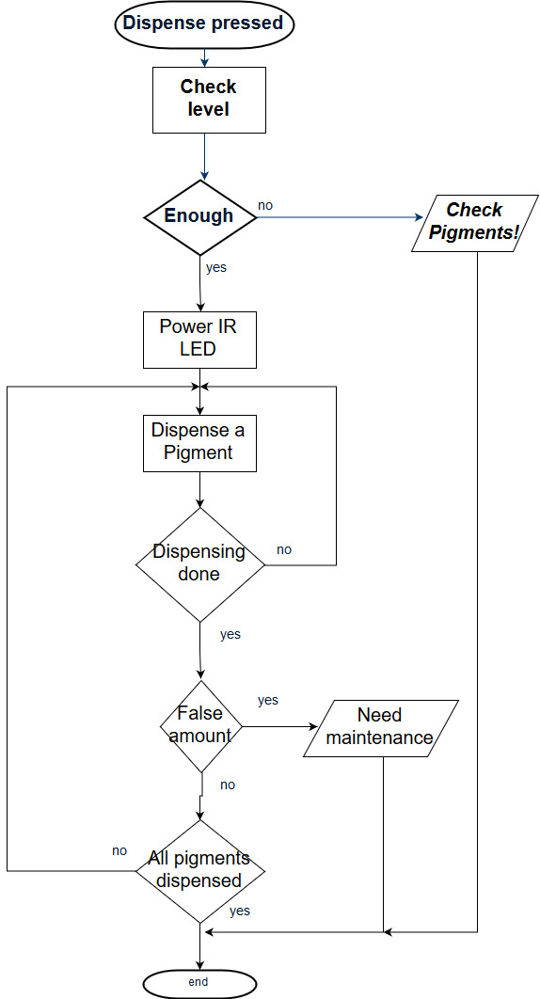 Dispense pressed
Check
level
Enough
no
Check
Pigments!
yes
Power IR
LED
Dispense a
Pigment
Dispensing
done
no
yes
False
amount
yes
Need
maintenance
no
All pigments
dispensed
no
yes
end